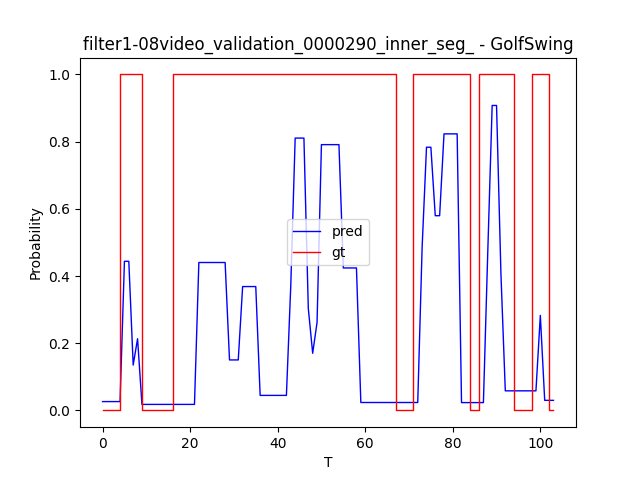 filter1-08video_validation_0000290_inner_seg_ - GolfSwing
1.0
0.8
0.6
0.4
0.2
0.0
Probability
pred
gt
0 20 40 60 80 100
T